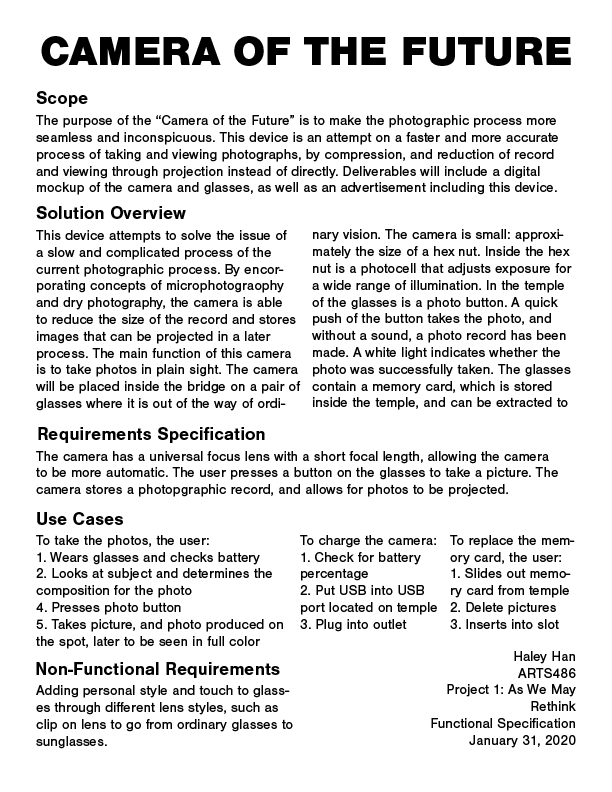 CAMERA OF THE FUTURE
Scope
The purpose of the “Camera of the Future” is to make the photographic process more
seamless and inconspicuous. This device is an attempt on a faster and more accurate
process of taking and viewing photographs, by compression, and reduction of record
and viewing through projection instead of directly. Deliverables will include a digital
mockup of the camera and glasses, as well as an advertisement including this device.
Solution Overview
This device attempts to solve the issue of
a slow and complicated process of the
current photographic process. By encor-
porating concepts of microphotograophy
and dry photography, the camera is able
to reduce the size of the record and stores
images that can be projected in a later
process. The main function of this camera
is to take photos in plain sight. The camera
will be placed inside the bridge on a pair of
glasses where it is out of the way of ordi-
nary vision. The camera is small: approxi-
mately the size of a hex nut. Inside the hex
nut is a photocell that adjusts exposure for
a wide range of illumination. In the temple
of the glasses is a photo button. A quick
push of the button takes the photo, and
without a sound, a photo record has been
made. A white light indicates whether the
photo was successfully taken. The glasses
contain a memory card, which is stored
inside the temple, and can be extracted to
Requirements Specification
The camera has a universal focus lens with a short focal length, allowing the camera
to be more automatic. The user presses a button on the glasses to take a picture. The
camera stores a photopgraphic record, and allows for photos to be projected.
Use Cases
To take the photos, the user:
1. Wears glasses and checks battery
2. Looks at subject and determines the
composition for the photo
4. Presses photo button
5. Takes picture, and photo produced on
the spot, later to be seen in full color
To charge the camera:
1. Check for battery
percentage
2. Put USB into USB
port located on temple
3. Plug into outlet
To replace the mem-
ory card, the user:
1. Slides out memo-
ry card from temple
2. Delete pictures
3. Inserts into slot
Non-Functional Requirements
Adding personal style and touch to glass-
es through different lens styles, such as
clip on lens to go from ordinary glasses to
sunglasses.
Haley Han
ARTS486
Project 1: As We May
Rethink
Functional Specification
January 31, 2020